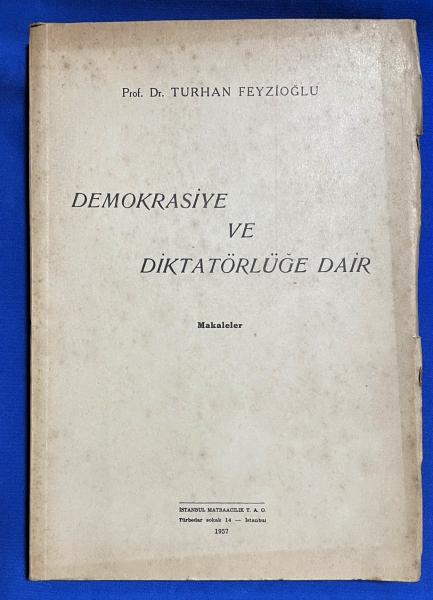 Prof. Dr. TURHAN FEYZİOĞLU
DEMOKRASİYE
VE
DİKTATÖRLÜĞE DAİR
Makaleler
İSTANBUL MATBAACILIK T. A. O.
Türbedar sokak 14 — İstanbul
1957